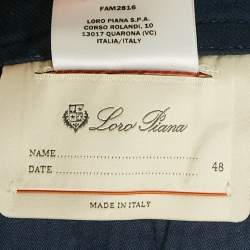 FAM2816
LORO PIANA S.P.A.
CORSO ROLANDI, 10
13017 QUARONA (VC)
ITALIA/ITALY
Loro Piana
NAME
DATE 48
MADE IN ITALY